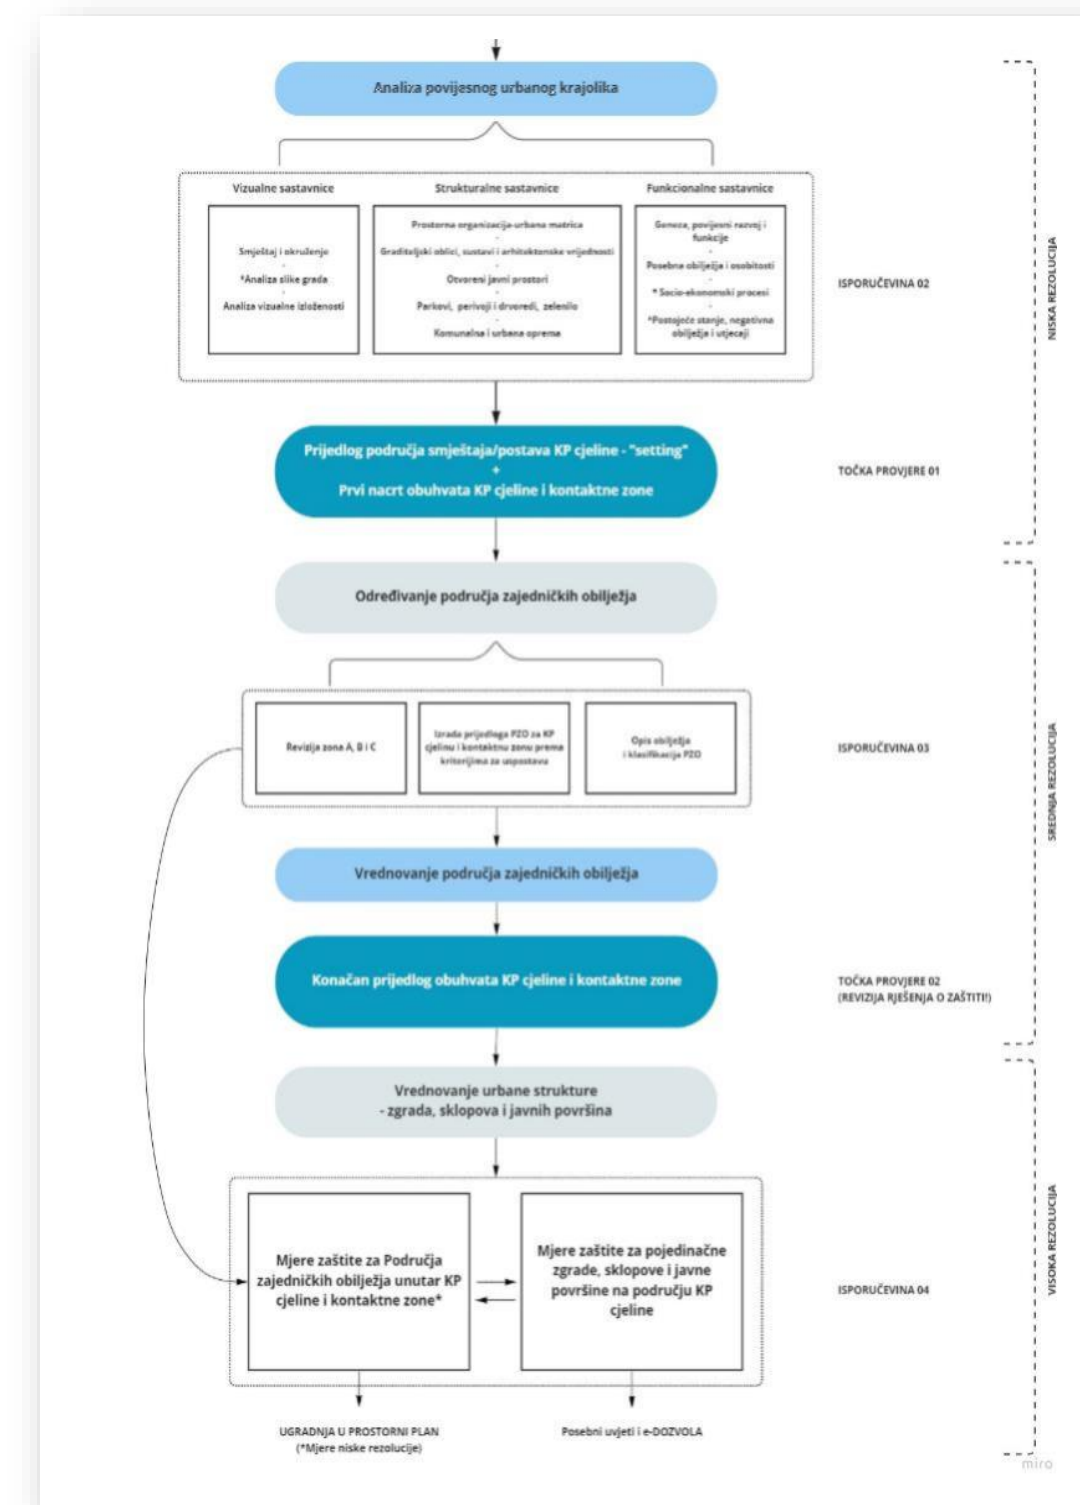 Analiza povijesnog urbanog krajolika
Vizualne sastavnice
Smještaj i okruženje
-
*Analiza slike grada
-
Analiza vizualne izloženosti
Strukturalne sastavnice
Prostorna organizacija-urbana matrica
-
Graditeljski oblici, sustavi i arhitektonske vrijednosti
-
Otvoreni javni prostori
-
Parkovi, perivoji i drvoredi, zelenilo
-
Komunalna i urbana oprema
Funkcionalne sastavnice
Geneza, povijesni razvoj i
funkcije
-
Posebna obilježja i osobitosti
-
* Socio-ekonomski procesi
-
*Postojeće stanje, negativna
obilježja i utjecaji
ISPORUČEVINA 02
NISKA REZOLUCIJA
Prijedlog područja smještaja/postava KP cjeline - "setting"
+
Prvi nacrt obuhvata KP cjeline i kontaktne zone
TOČKA PROVJERE 01
Određivanje područja zajedničkih obilježja
Revizija zona A, B i C
Izrada prijedloga PZO za KP
cjelinu i kontaktnu zonu prema
kriterijima za uspostavu
Opis obilježja
i klasifikacija PZO
ISPORUČEVINA 03
SREDNJA REZOLUCIJA
Vrednovanje područja zajedničkih obilježja
Konačan prijedlog obuhvata KP cjeline i kontaktne zone
TOČKA PROVJERE 02
(REVIZIJA RJEŠENJA O ZAŠTITI!)
Vrednovanje urbane strukture
- zgrada, sklopova i javnih površina
Mjere zaštite za Područja
zajedničkih obilježja unutar KP
cjeline i kontaktne zone*
Mjere zaštite za pojedinačne
zgrade, sklopove i javne
površine na području KP
cjeline
ISPORUČEVINA 04
VISOKA REZOLUCIJA
UGRADNJA U PROSTORNI PLAN
(*Mjere niske rezolucije)
Posebni uvjeti i e-DOZVOLA
miro